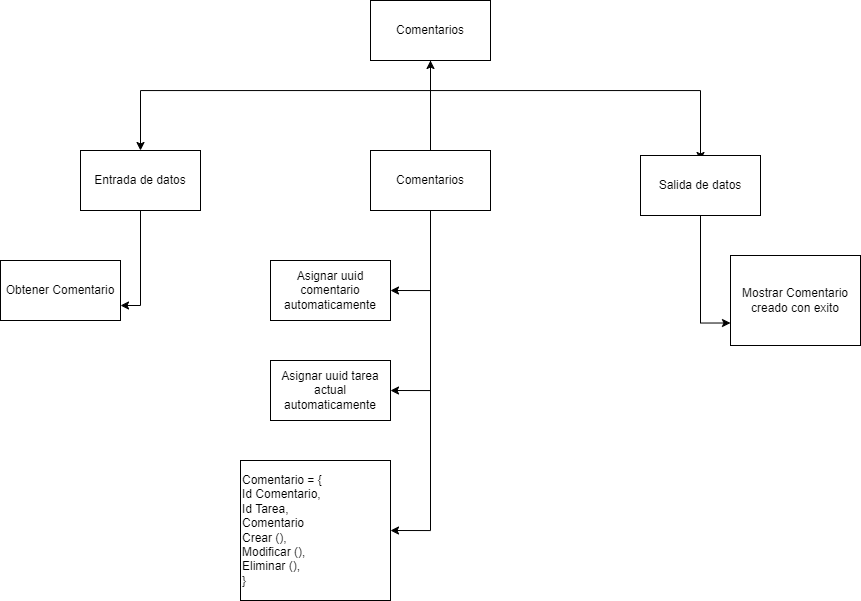 Comentarios
Entrada de datos
Comentarios
Salida de datos
Obtener Comentario
Asignar uuid
comentario
automaticamente
Mostrar Comentario
creado con exito
Asignar uuid tarea
actual
automaticamente
Comentario = {
Id Comentario,
Id Tarea,
Comentario
Crear (),
Modificar (),
Eliminar (),
}